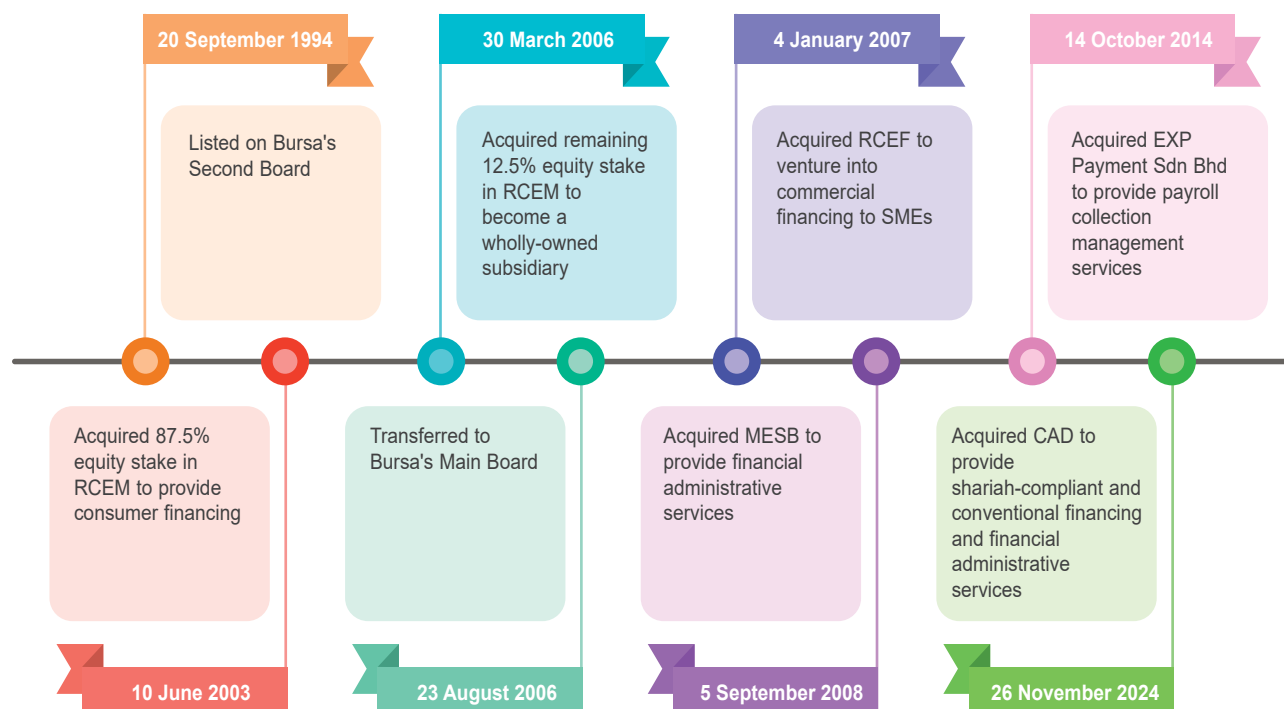 20 September 1994
Listed on Bursa's
Second Board
10 June 2003
Acquired 87.5%
equity stake in
RCEM to provide
consumer financing
30 March 2006
Acquired remaining
12.5% equity stake
in RCEM to
become a
wholly-owned
subsidiary
23 August 2006
Transferred to
Bursa's Main Board
4 January 2007
Acquired RCEF to
venture into
commercial
financing to SMEs
5 September 2008
Acquired MESB to
provide financial
administrative
services
14 October 2014
Acquired EXP
Payment Sdn Bhd
to provide payroll
collection
management
services
26 November 2024
Acquired CAD to
provide
shariah-compliant and
conventional financing
and financial
administrative
services